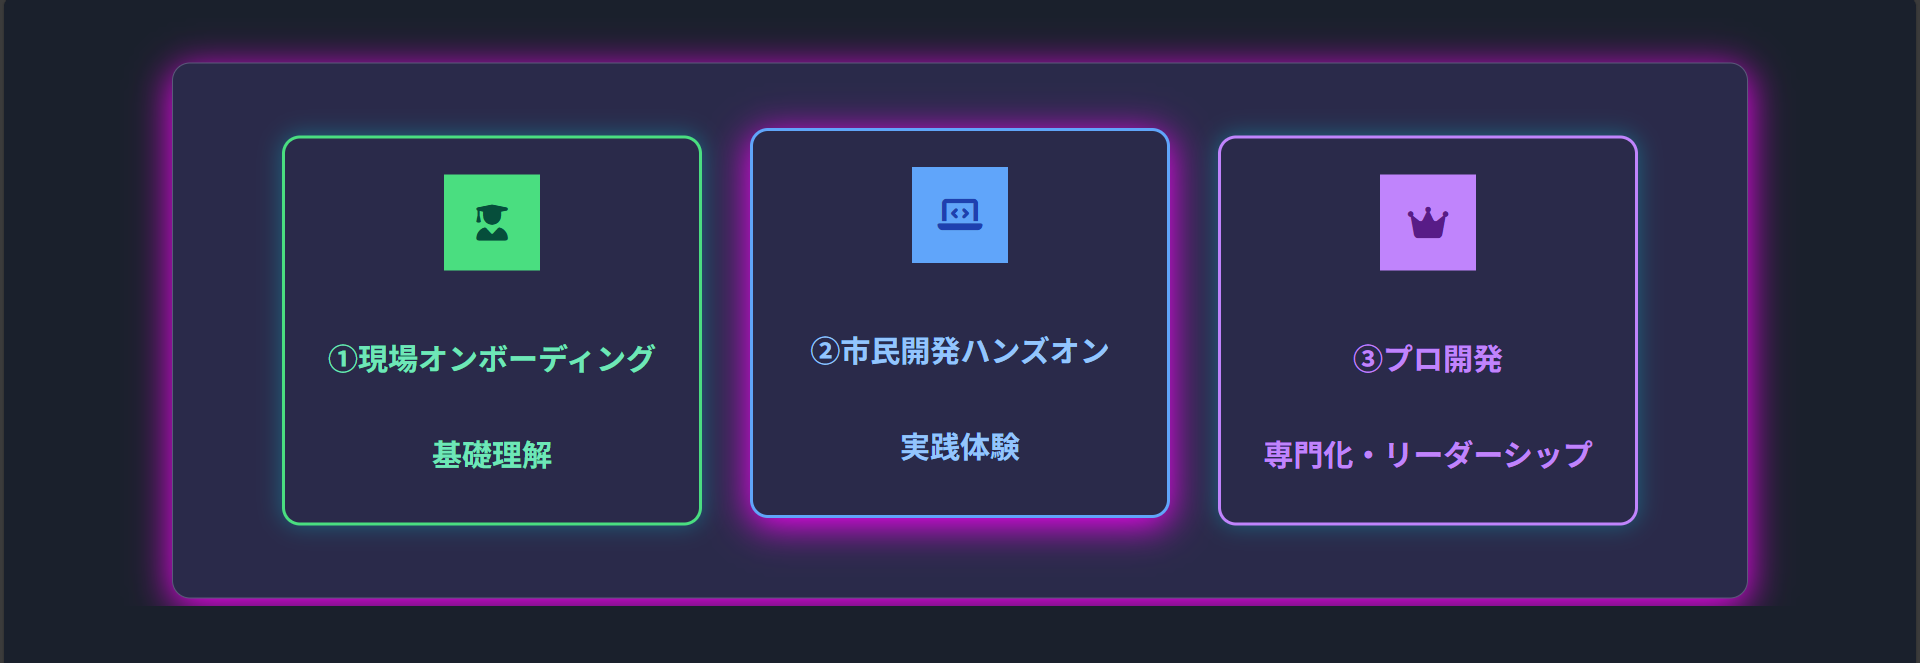 ①現場オンボーディング
基礎理解
②市民開発ハンズオン
実践体験
③プロ開発
専門化・リーダーシップ